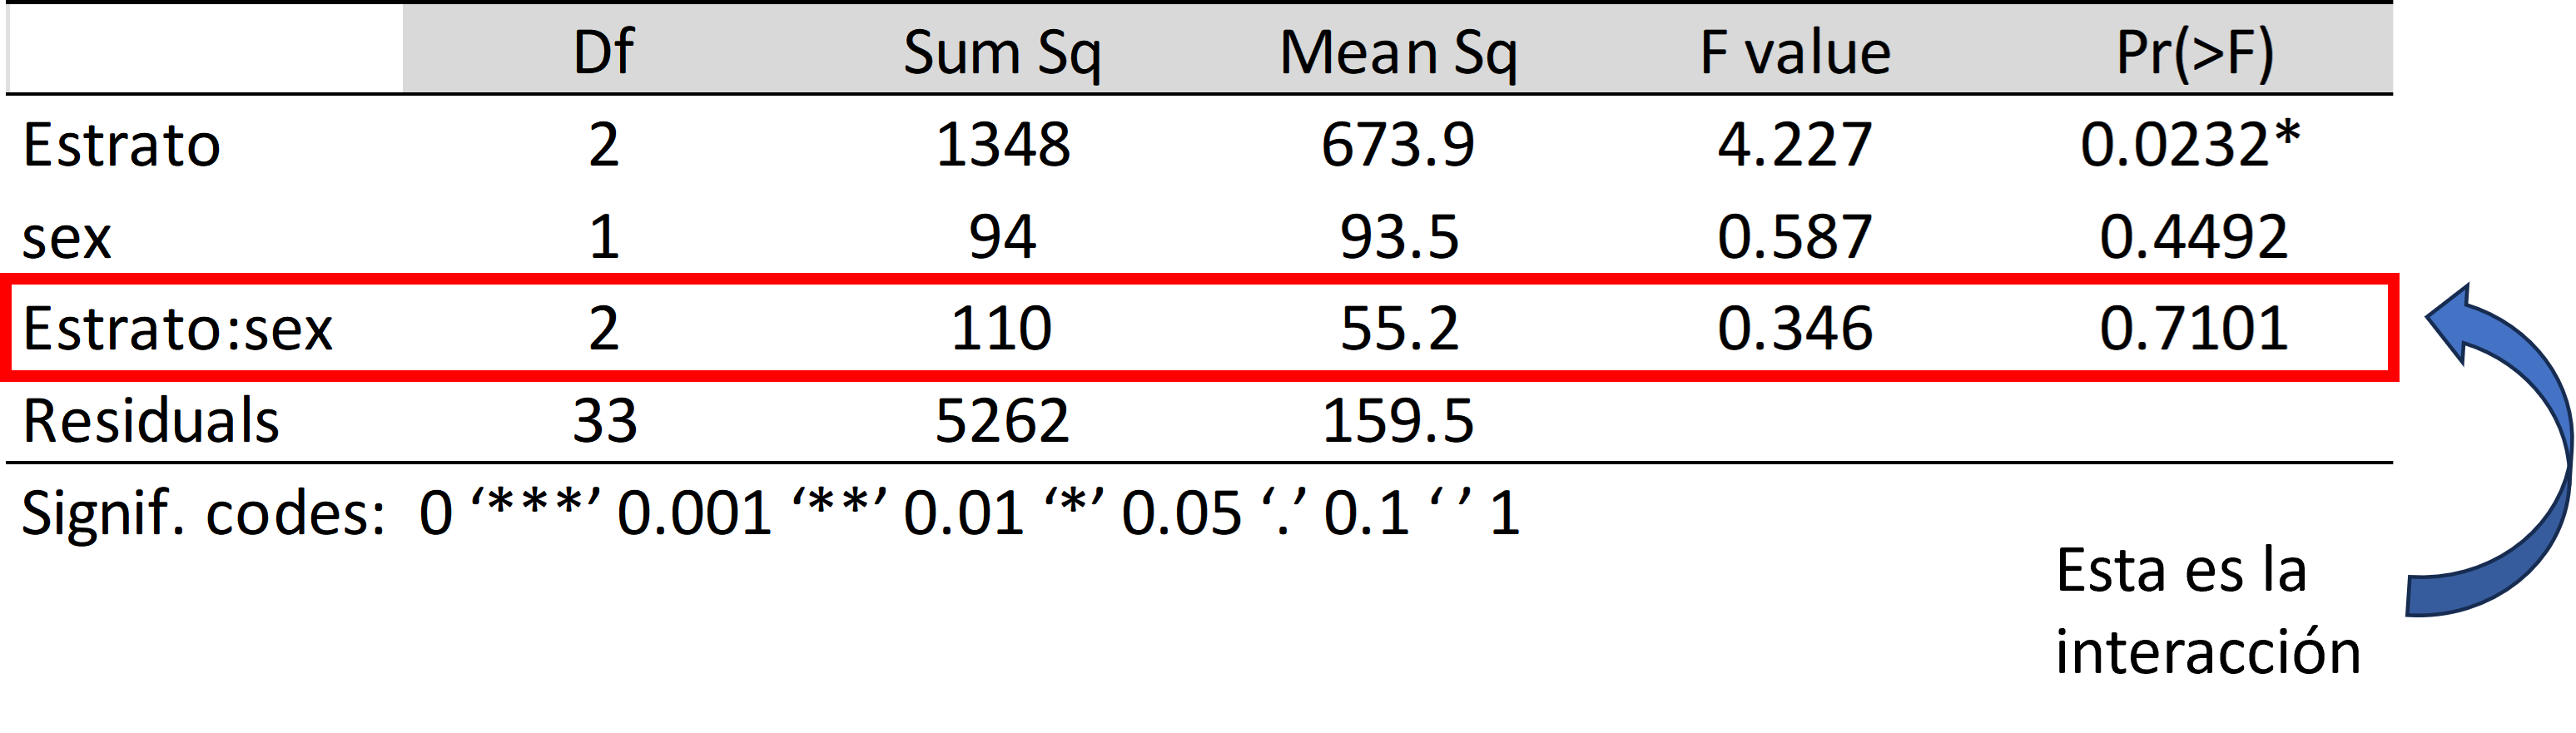 Df Sum Sq Mean Sq F value Pr(>F)
Estrato 2 1348 673.9 4.227 0.0232*
sex 1 94 93.5 0.587 0.4492
Estrato:sex 2 110 55.2 0.346 0.7101
Residuals 33 5262 159.5
Signif. codes: 0 ‘***’ 0.001 ‘**’ 0.01 ‘*’ 0.05 ‘.’ 0.1 ‘ ’ 1
Esta es la
interacción